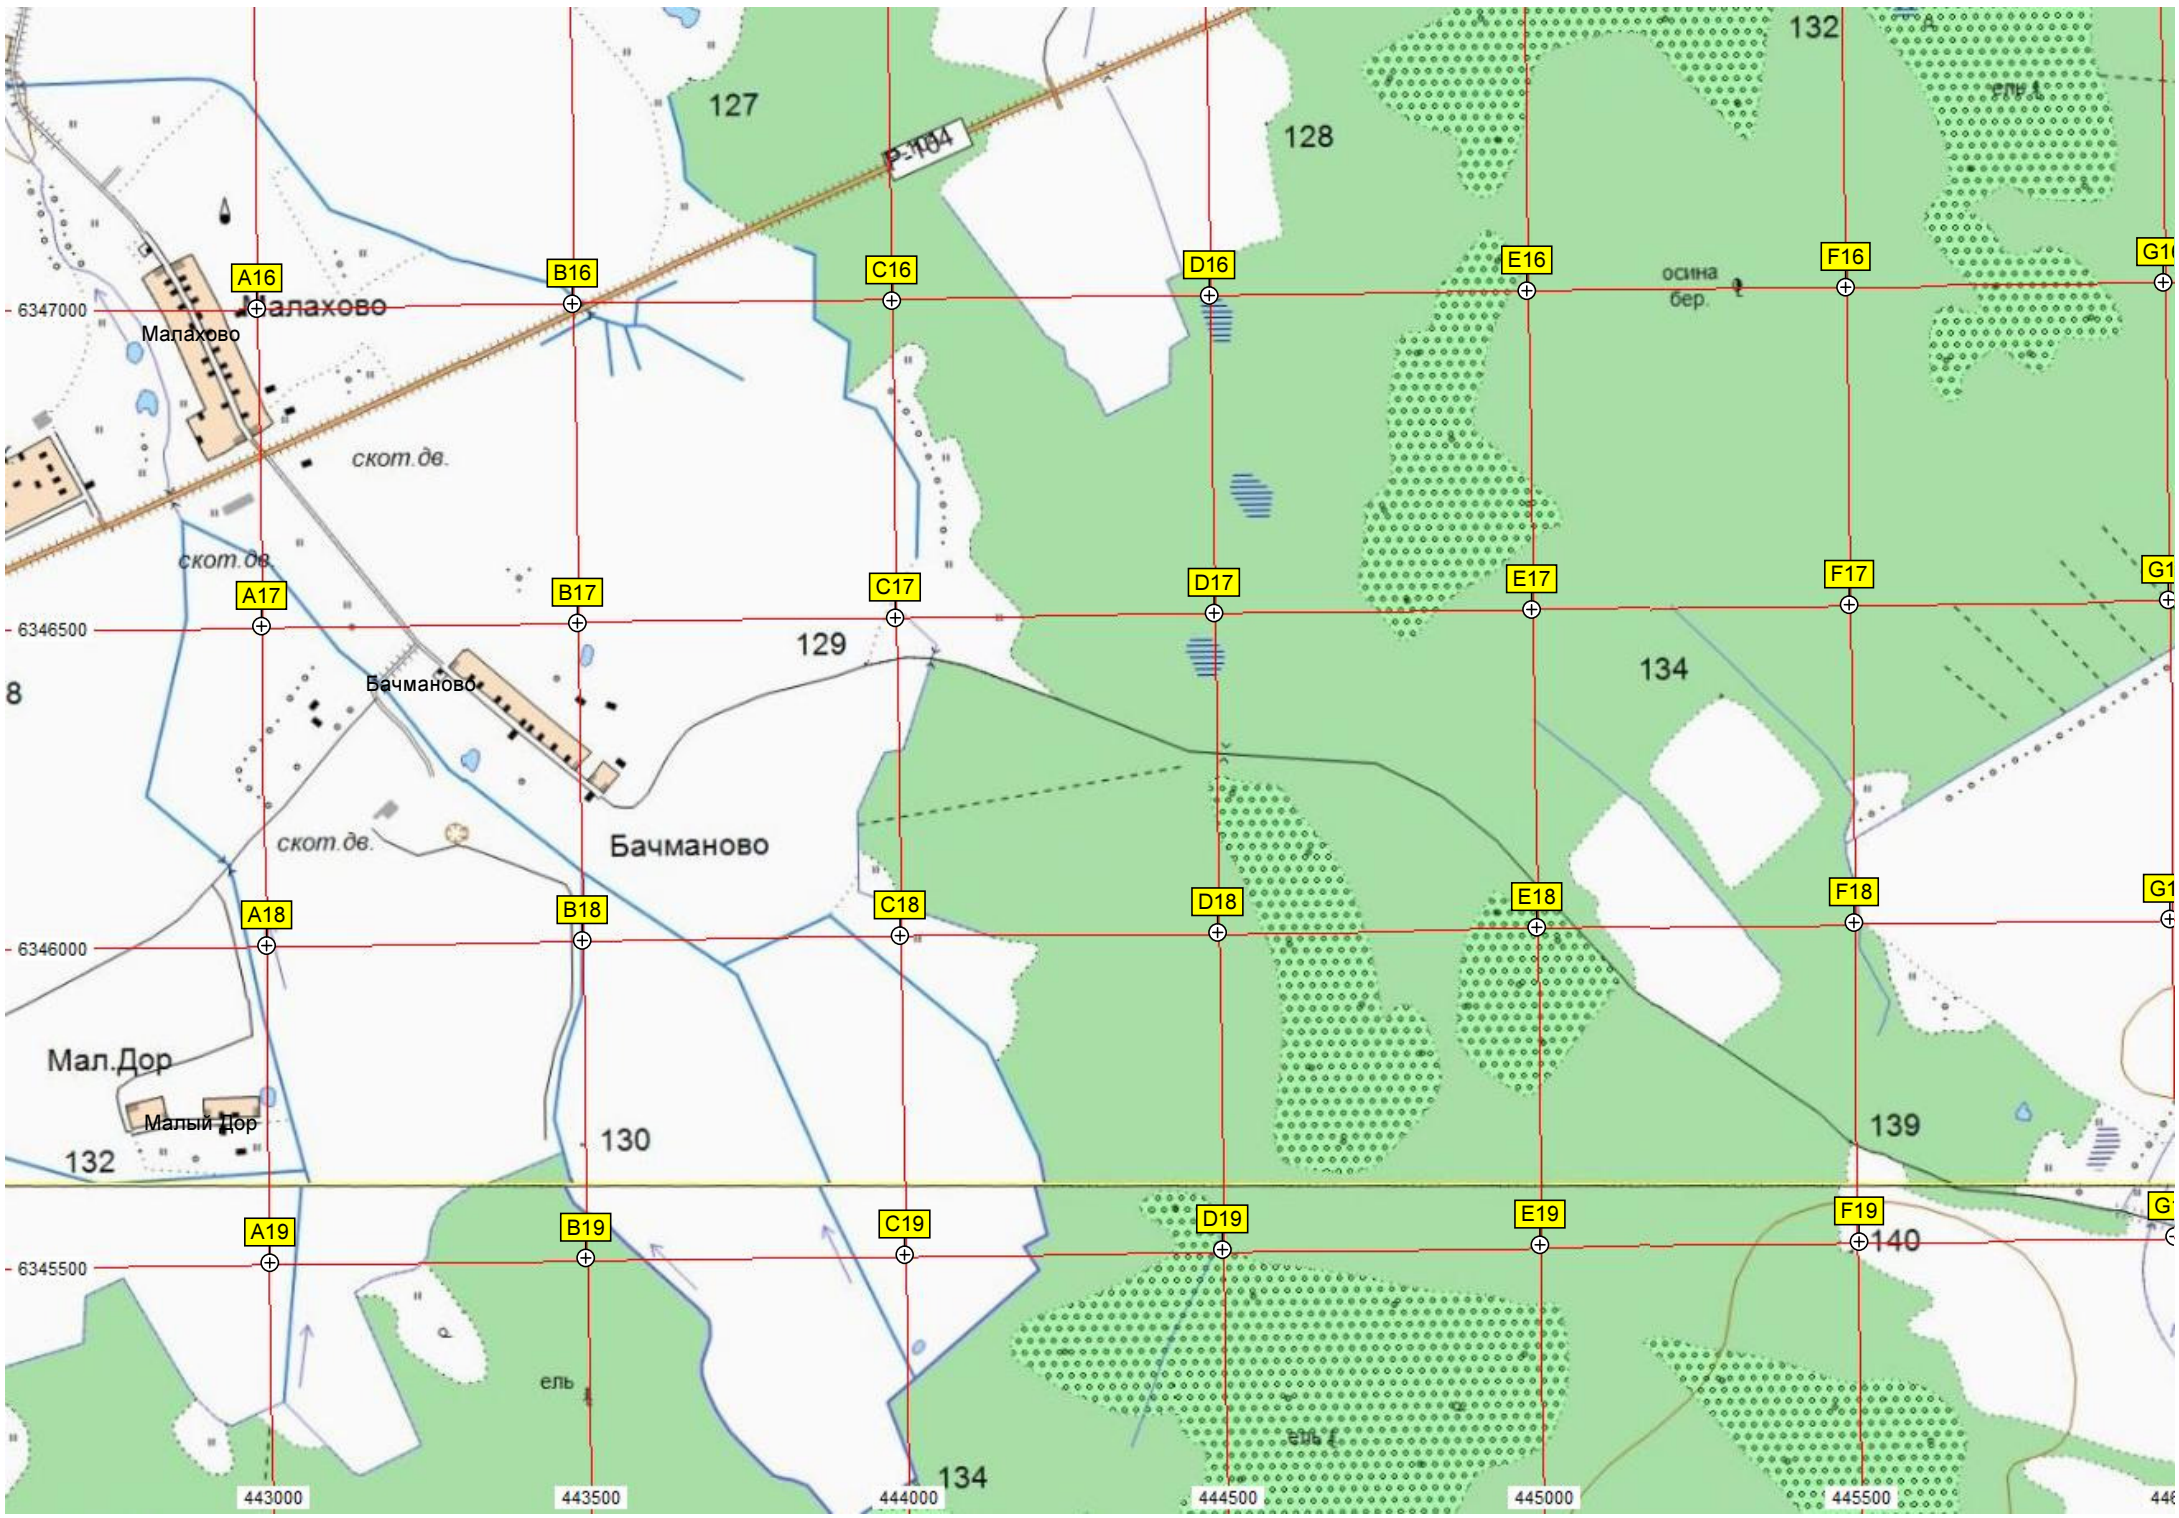 132
127
128
ель
Р-104
A16
B16
C16
D16
E16
F16
осина
бер.
6347000
Малахово
Малахово
скот.дв.
скот.дв.
A17
B17
C17
D17
E17
F17
6346500
129
134
8
Бачманово
скот.дв.
Бачманово
A18
B18
C18
D18
E18
F18
6346000
Мал.Дор
Малый Дор
132
130
139
A19
B19
C19
D19
E19
F19
140
6345500
ель
ель
134
443000
443500
444000
444500
445000
445500